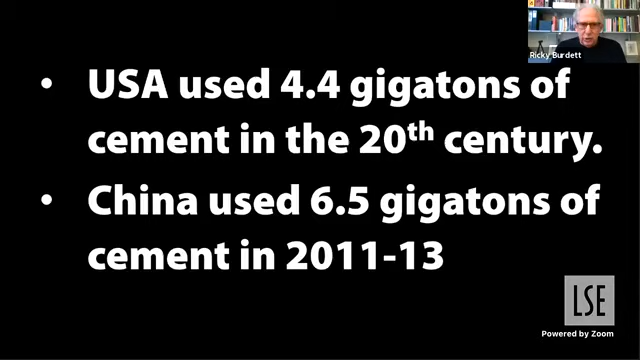 Ricky Burdett
• USA used 4.4 gigatons of
cement in the 20th century.
• China used 6.5 gigatons of
cement in 2011-13
LSE
Powered by Zoom